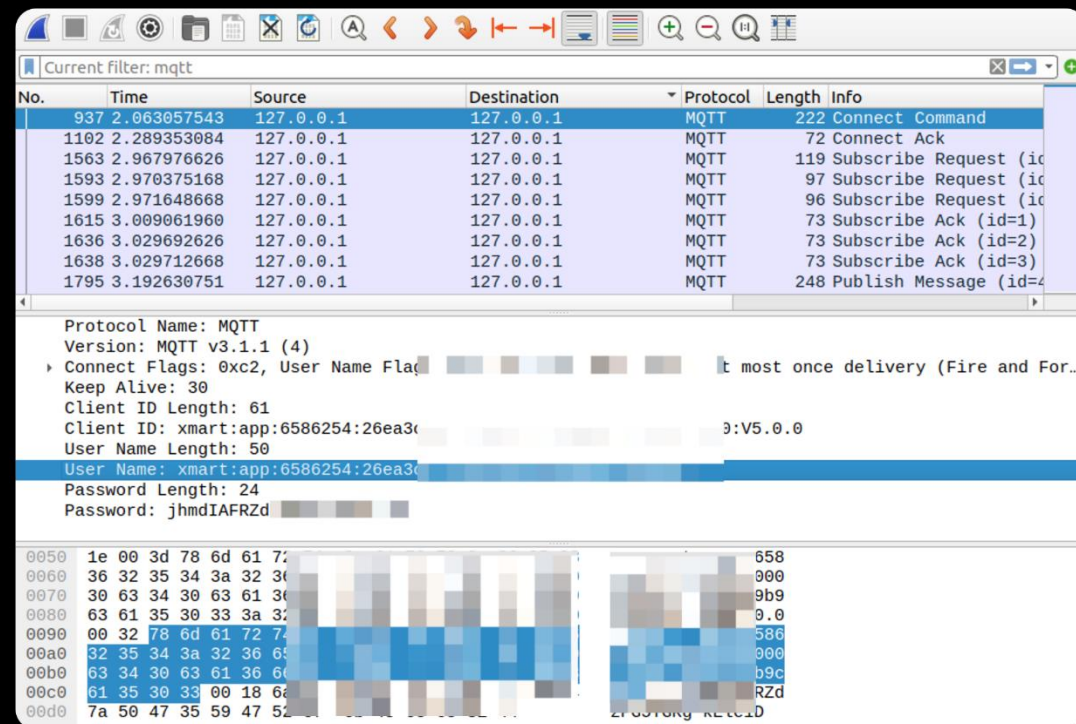 Current filter: mqtt
No. Time Source Destination Protocol Length Info
937 2.063057543 127.0.0.1 127.0.0.1 MQTT 222 Connect Command
1102 2.289353084 127.0.0.1 127.0.0.1 MQTT 72 Connect Ack
1563 2.967976626 127.0.0.1 127.0.0.1 MQTT 119 Subscribe Request (id
1593 2.970375168 127.0.0.1 127.0.0.1 MQTT 97 Subscribe Request (id
1599 2.971648668 127.0.0.1 127.0.0.1 MQTT 96 Subscribe Request (id
1615 3.009061960 127.0.0.1 127.0.0.1 MQTT 73 Subscribe Ack (id=1)
1636 3.029692626 127.0.0.1 127.0.0.1 MQTT 73 Subscribe Ack (id=2)
1638 3.029712668 127.0.0.1 127.0.0.1 MQTT 73 Subscribe Ack (id=3)
1795 3.192630751 127.0.0.1 127.0.0.1 MQTT 248 Publish Message (id=4
Protocol Name: MQTT
Version: MQTT v3.1.1 (4)
Connect Flags: 0xc2, User Name Flag t most once delivery (Fire and For…
Keep Alive: 30
Client ID Length: 61
Client ID: xmart:app:6586254:26ea3c 0:V5.0.0
User Name Length: 50
User Name: xmart:app:6586254:26ea3c
Password Length: 24
Password: jhmdIAFRZd
0050 1e 00 3d 78 6d 61 72 658
0060 36 32 35 34 3a 32 36 000
0070 30 63 34 30 63 61 36 9b9
0080 63 61 35 30 33 3a 32 0.0
0090 00 32 78 6d 61 72 74 586
00a0 32 35 34 3a 32 36 65 000
00b0 63 34 30 63 61 36 66 b9c
00c0 61 35 30 33 00 18 6a RZd
00d0 7a 50 47 35 59 47 52